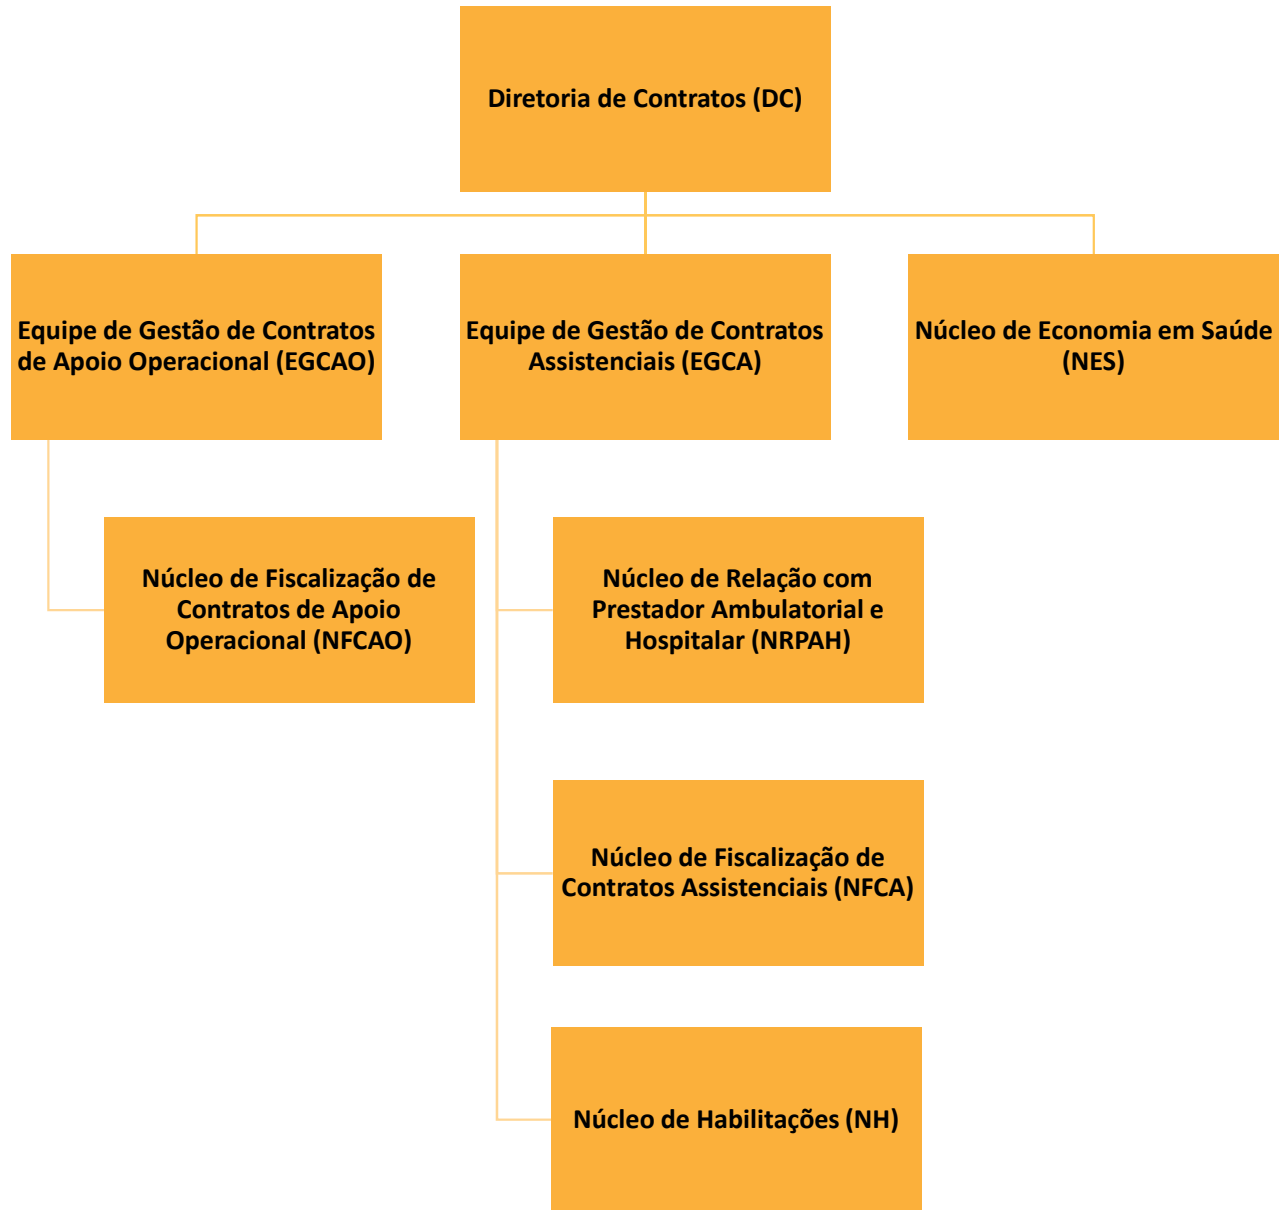 Diretoria de Contratos (DC)
Equipe de Gestão de Contratos
de Apoio Operacional (EGCAO)
Equipe de Gestão de Contratos
Assistenciais (EGCA)
Núcleo de Economia em Saúde
(NES)
Núcleo de Fiscalização de
Contratos de Apoio
Operacional (NFCAO)
Núcleo de Relação com
Prestador Ambulatorial e
Hospitalar (NRPAH)
Núcleo de Fiscalização de
Contratos Assistenciais (NFCA)
Núcleo de Habilitações (NH)